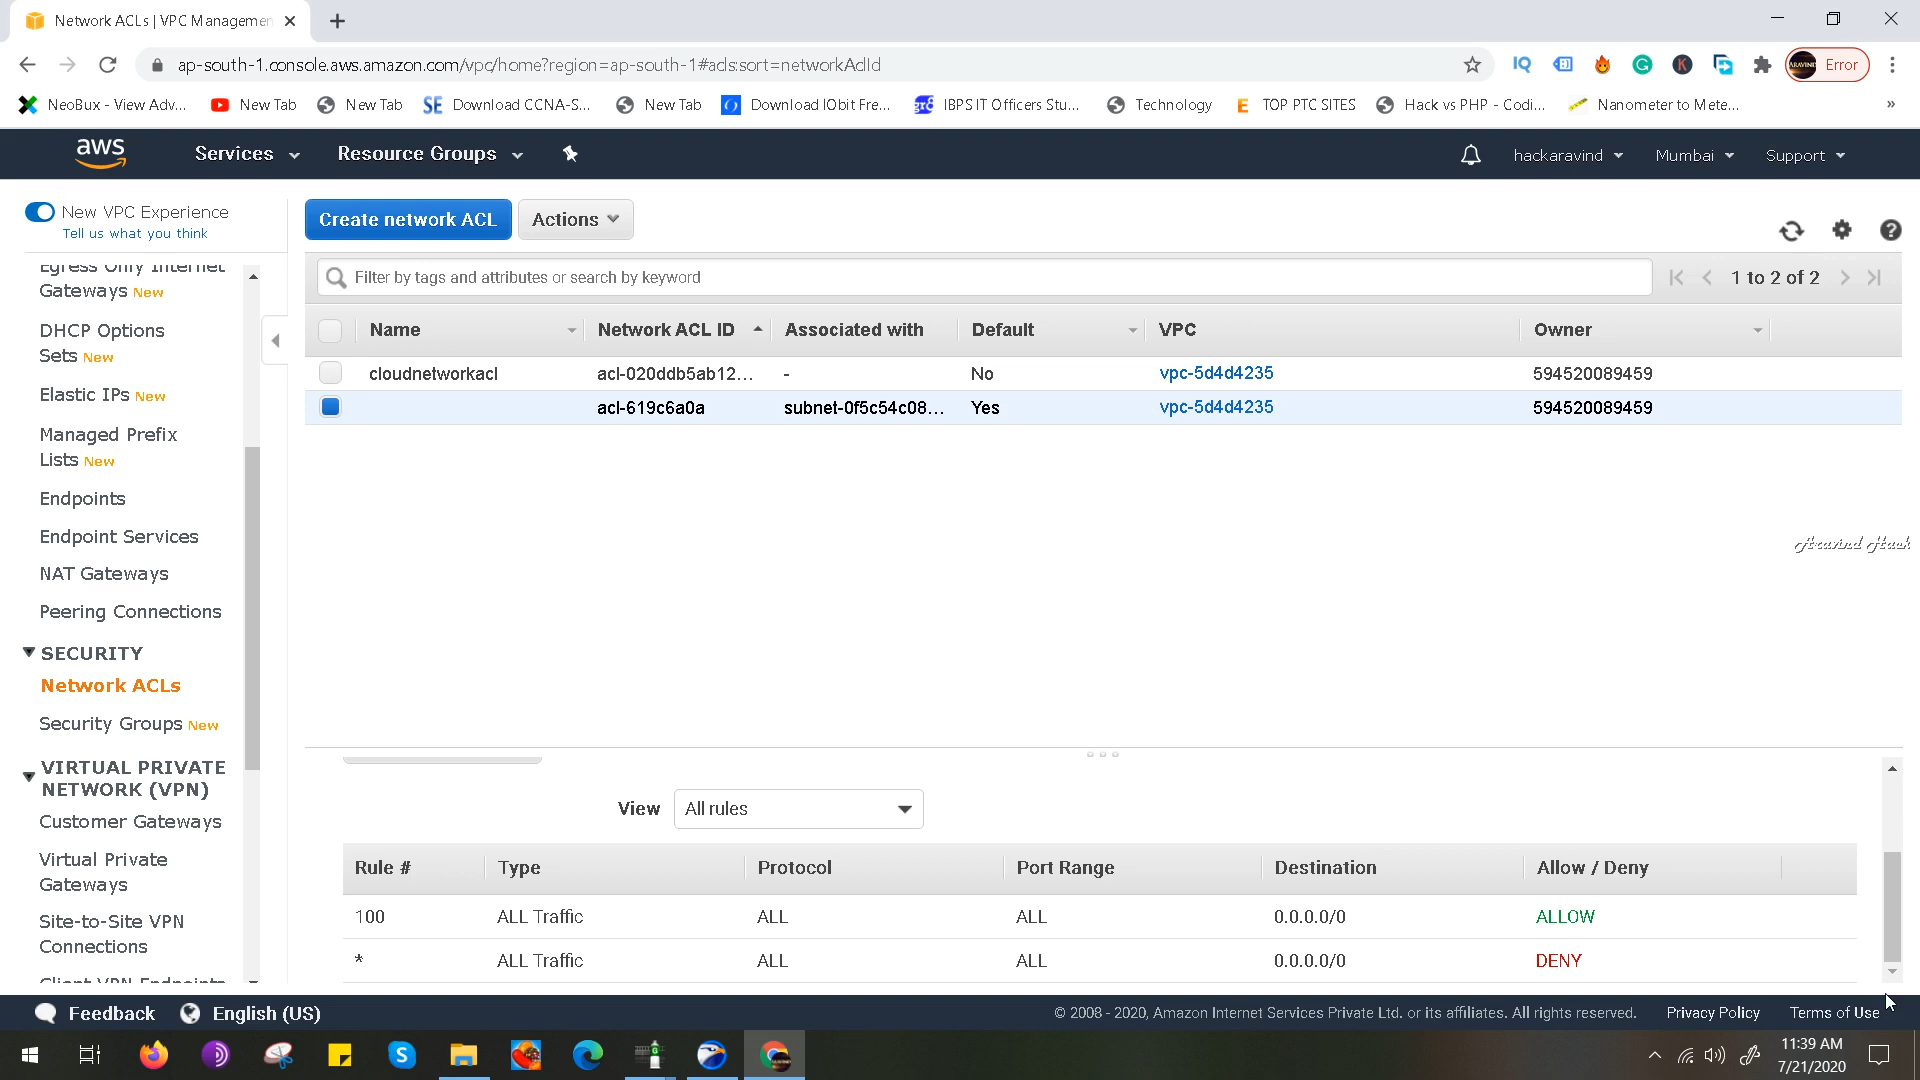 Network ACLs | VPC Managemen
ap-south-1.console.aws.amazon.com/vpc/home?region=ap-south-1#acls:sort=networkAclId
Error
NeoBux - View Adv...
New Tab
New Tab
SE
Download CCNA-S...
New Tab
Download IObit Fre...
IBPS IT Officers Stu...
Technology
TOP PTC SITES
Hack vs PHP - Codi...
Nanometer to Mete...
»
aws
Services
Resource Groups
hackaravind
Mumbai
Support
New VPC Experience
Tell us what you think
Create network ACL
Actions
Egress Only Internet
Gateways New
DHCP Options
Sets New
Elastic IPs New
Managed Prefix
Lists New
Endpoints
Endpoint Services
NAT Gateways
Peering Connections
SECURITY
Network ACLs
Security Groups New
VIRTUAL PRIVATE
NETWORK (VPN)
Customer Gateways
Virtual Private
Gateways
Site-to-Site VPN
Connections
Client VPN Endpoints
Filter by tags and attributes or search by keyword
1 to 2 of 2
Name Network ACL ID Associated with Default VPC Owner
cloudnetworkacl acl-020ddb5ab12... - No vpc-5d4d4235 594520089459
acl-619c6a0a subnet-0f5c54c08... Yes vpc-5d4d4235 594520089459
Aravind Hack
View All rules
Rule # Type Protocol Port Range Destination Allow / Deny
100 ALL Traffic ALL ALL 0.0.0.0/0 ALLOW
* ALL Traffic ALL ALL 0.0.0.0/0 DENY
Feedback
English (US)
© 2008 - 2020, Amazon Internet Services Private Ltd. or its affiliates. All rights reserved.
Privacy Policy
Terms of Use
11:39 AM
7/21/2020